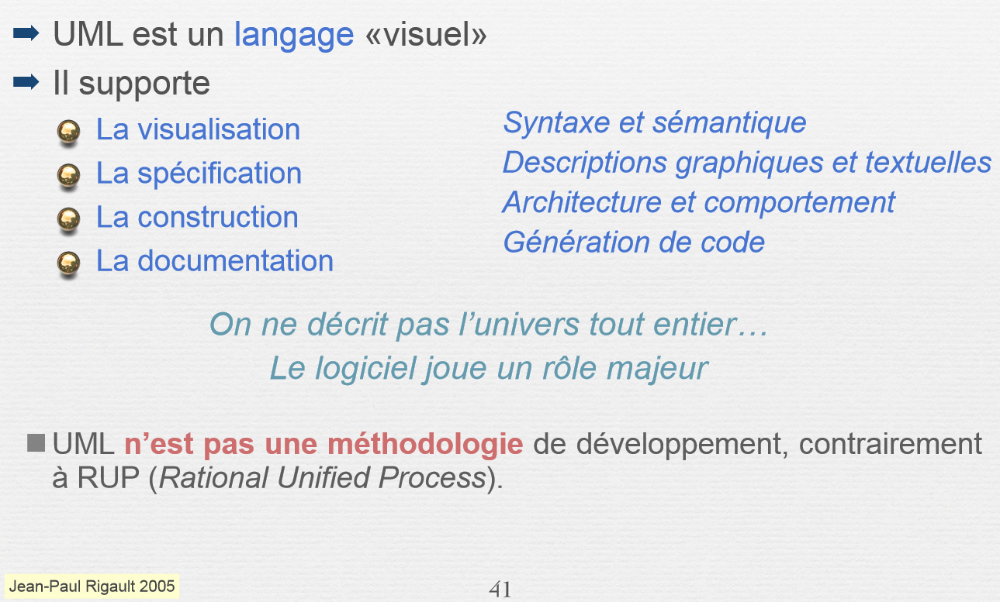 UML est un langage «visuel»
Il supporte
La visualisation
La spécification
La construction
La documentation
Syntaxe et sémantique
Descriptions graphiques et textuelles
Architecture et comportement
Génération de code
On ne décrit pas l’univers tout entier…
Le logiciel joue un rôle majeur
UML n’est pas une méthodologie de développement, contrairement
à RUP (Rational Unified Process).
Jean-Paul Rigault 2005
41